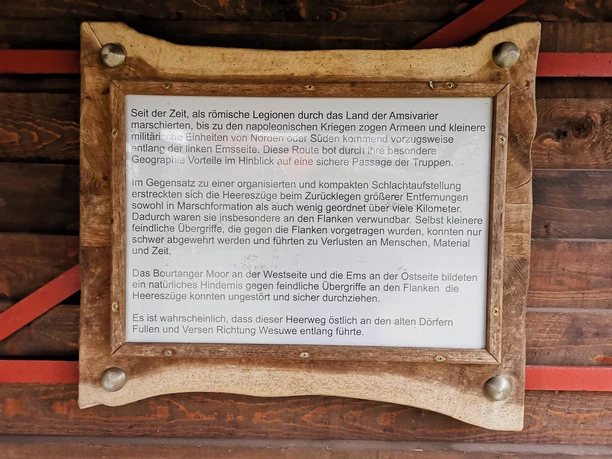 Seit der Zeit, als römische Legionen durch das Land der Amsivarier
marschierten, bis zu den napoleonischen Kriegen zogen Armeen und kleinere
militärische Einheiten von Norden oder Süden kommend vorzugsweise
entlang der linken Emsseite. Diese Route bot durch ihre besondere
Geographie Vorteile im Hinblick auf eine sichere Passage der Truppen.

Im Gegensatz zu einer organisierten und kompakten Schlachtaufstellung
erstreckten sich die Heereszüge beim Zurücklegen größerer Entfernungen
sowohl in Marschformation als auch wenig geordnet über viele Kilometer.
Dadurch waren sie insbesondere an den Flanken verwundbar. Selbst kleinere
feindliche Übergriffe, die gegen die Flanken vorgetragen wurden, konnten nur
schwer abgewehrt werden und führten zu Verlusten an Menschen, Material
und Zeit.

Das Bourtanger Moor an der Westseite und die Ems an der Ostseite bildeten
ein natürliches Hindernis gegen feindliche Übergriffe an den Flanken die
Heereszüge konnten ungestört und sicher durchziehen.

Es ist wahrscheinlich, dass dieser Heerweg östlich an den alten Dörfern
Fullen und Versen Richtung Wesuwe entlang führte.